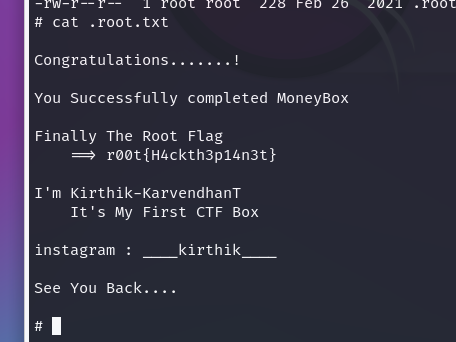 -rw-r--r-- 1 root root 228 Feb 26 2021 .root
# cat .root.txt
Congratulations.......!
You Successfully completed MoneyBox
Finally The Root Flag
==> r00t{H4ckth3p14n3t}
I'm Kirthik-KarvendhanT
It's My First CTF Box
instagram : ____kirthik____
See You Back....
#